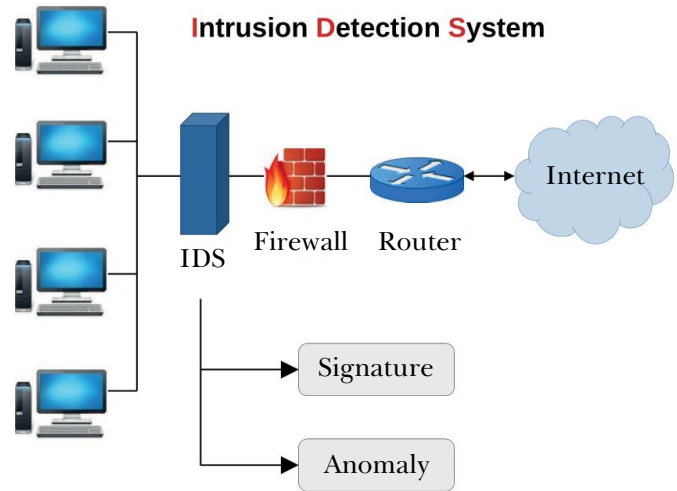 Intrusion Detection System
Internet
Firewall
Router
IDS
Signature
Anomaly